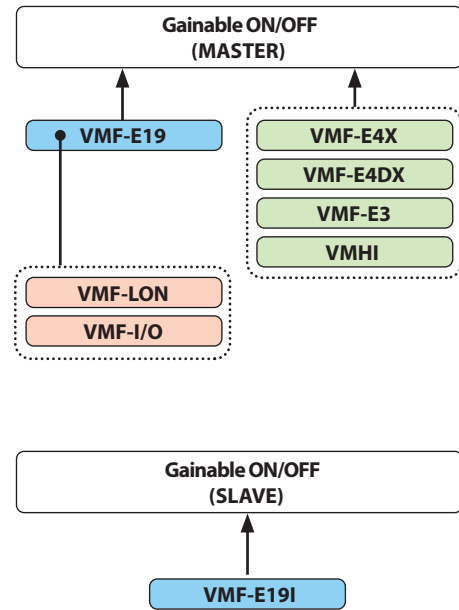 Gainable ON/OFF
(MASTER)
VMF-E19
VMF-E4X
VMF-E4DX
VMF-E3
VMHI
VMF-LON
VMF-I/O
Gainable ON/OFF
(SLAVE)
VMF-E19I